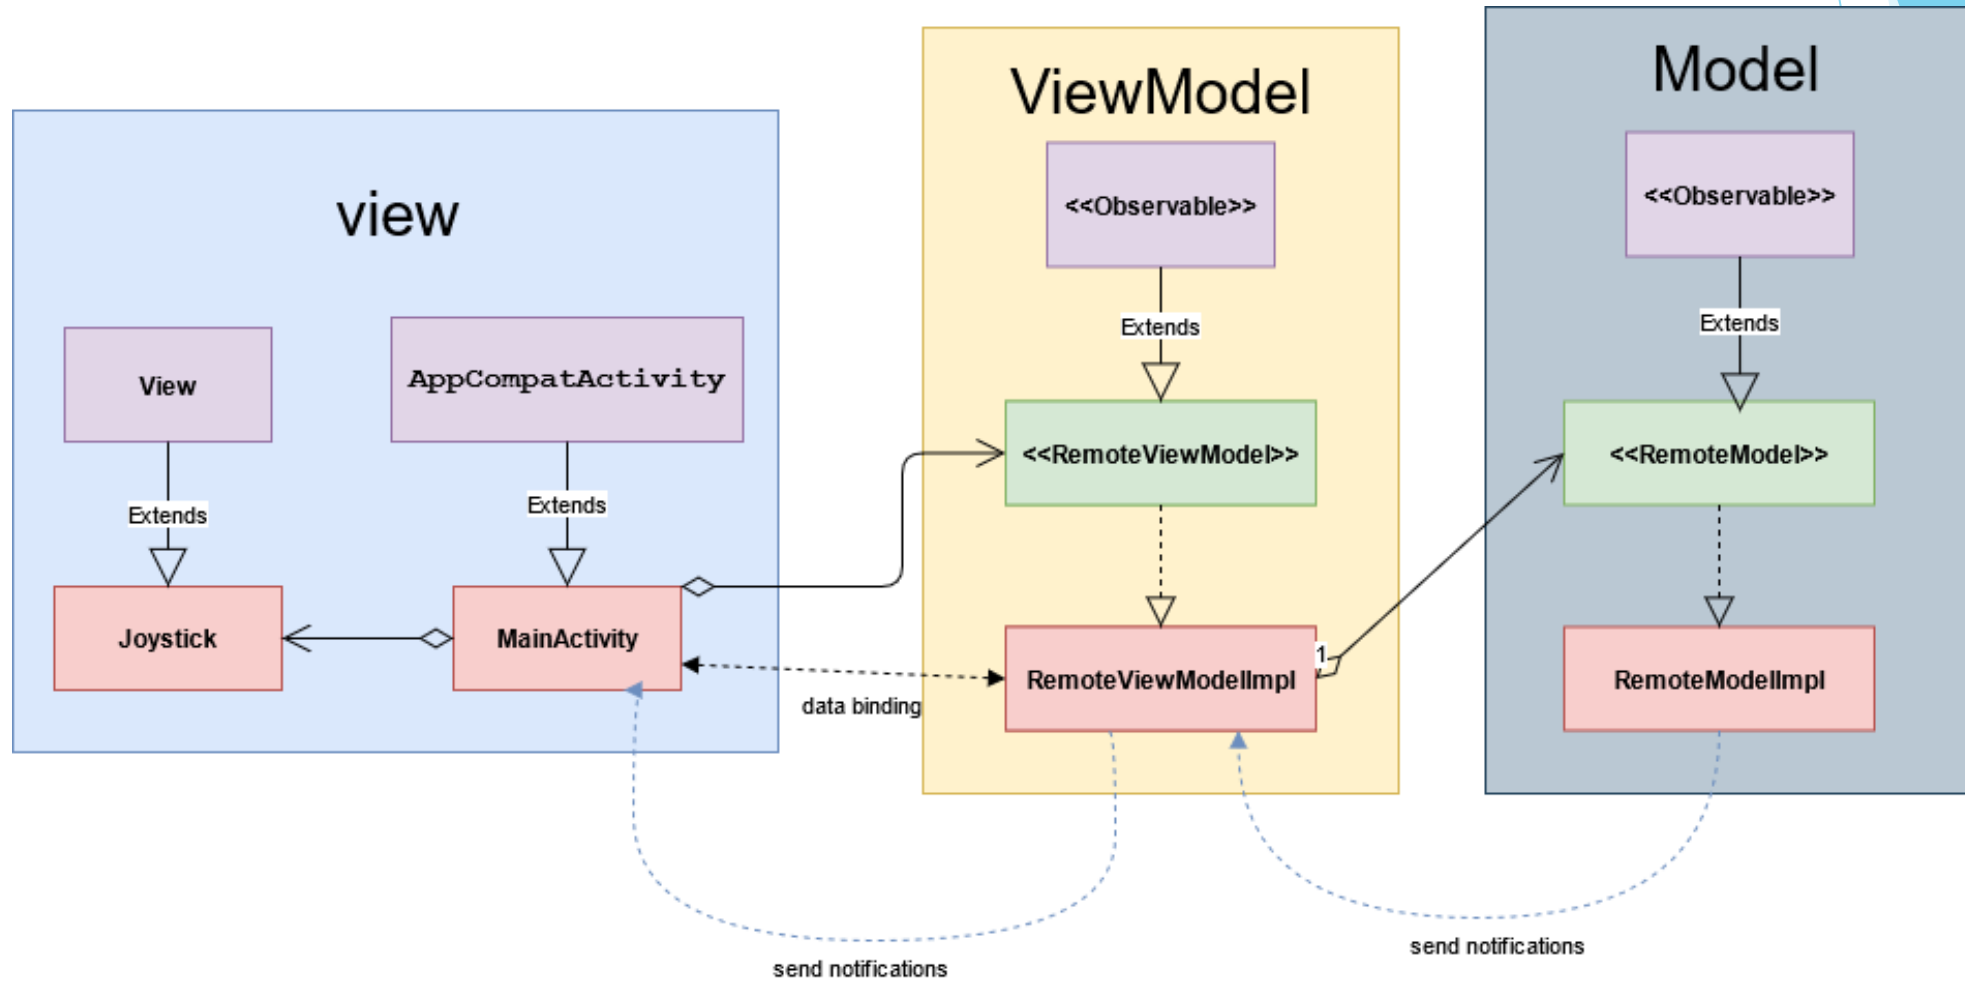 view
View
AppCompatActivity
Extends
Extends
Joystick
MainActivity
data binding
send notifications
ViewModel
<<Observable>>
Extends
<<RemoteViewModel>>
RemoteViewModelImpl
1
send notifications
Model
<<Observable>>
Extends
<<RemoteModel>>
RemoteModelImpl